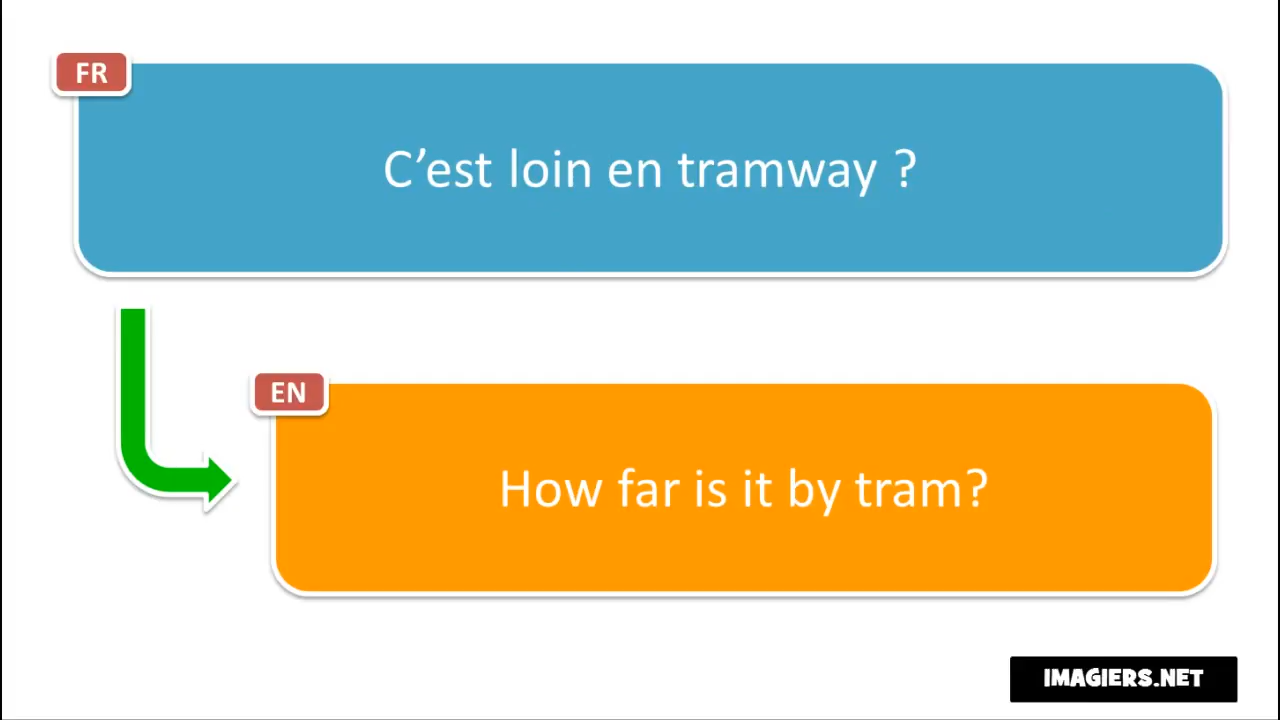 FR
C’est loin en tramway ?
EN
How far is it by tram?
IMAGIERS.NET